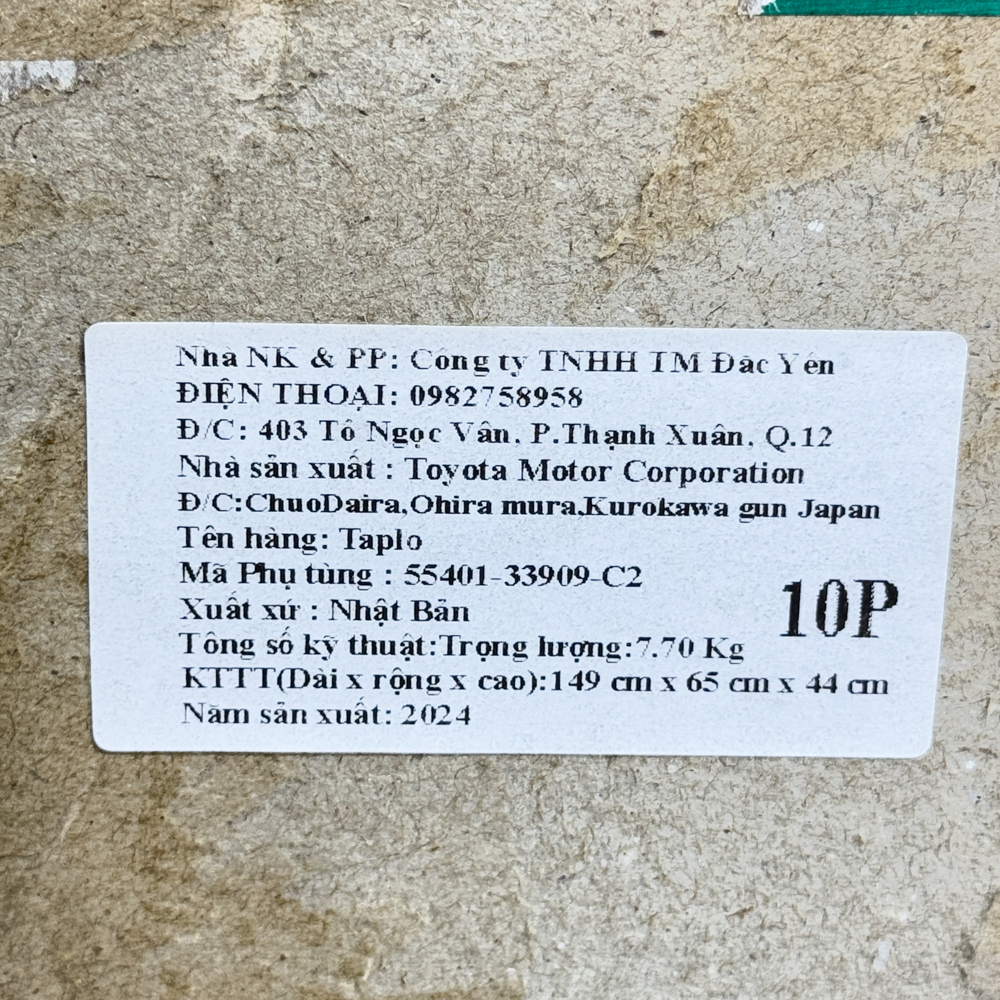 Nhà NK & PP: Công ty TNHH TM Đăc Yên
ĐIỆN THOẠI: 0982758958
Đ/C: 403 Tô Ngọc Vân, P.Thạnh Xuân, Q.12
Nhà sản xuất : Toyota Motor Corporation
Đ/C:ChuoDaira,Ohira mura,Kurokawa gun Japan
Tên hàng: Taplo
Mã Phụ tùng : 55401-33909-C2
10P
Xuất xứ : Nhật Bản
Tông số kỹ thuật:Trọng lượng:7.70 Kg
KTTT(Dài x rộng x cao):149 cm x 65 cm x 44 cm
Năm sản xuất: 2024